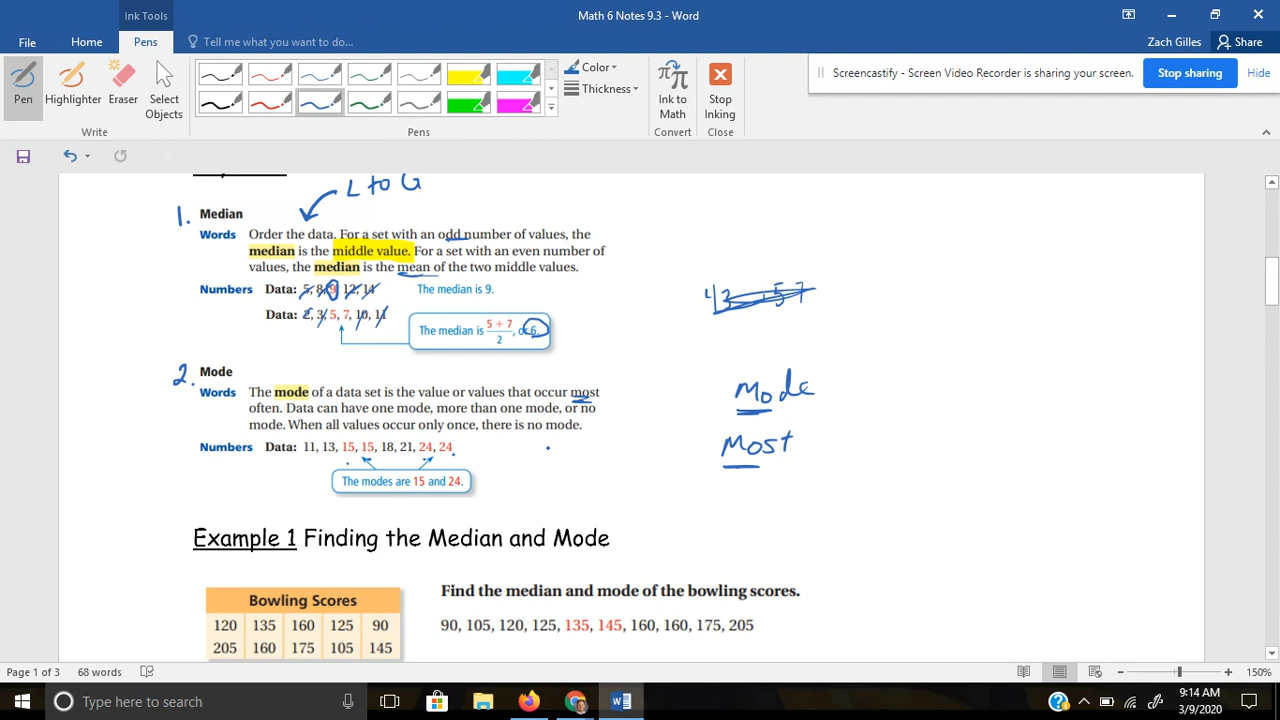 Ink Tools
Math 6 Notes 9.3 - Word
File Home Pens Tell me what you want to do... Zach Gilles Share
Screencastify - Screen Video Recorder is sharing your screen. Stop sharing Hide
Pen Highlighter Eraser Select Objects
Color
Thickness
Ink to Math Stop Inking
Write Pens Convert Close
L to G
1. Median
Words Order the data. For a set with an odd number of values, the
median is the middle value. For a set with an even number of
values, the median is the mean of the two middle values.
Numbers Data: 5, 8, 9, 12, 14 The median is 9.
Data: 2, 3, 5, 7, 10, 11
The median is 5 + 7 / 2, or 6.
2. Mode
Words The mode of a data set is the value or values that occur most
often. Data can have one mode, more than one mode, or no
mode. When all values occur only once, there is no mode.
Numbers Data: 11, 13, 15, 15, 18, 21, 24, 24
The modes are 15 and 24.
Mode
Most
Example 1 Finding the Median and Mode
Bowling Scores
120 135 160 125 90
205 160 175 105 145
Find the median and mode of the bowling scores.
90, 105, 120, 125, 135, 145, 160, 160, 175, 205
Page 1 of 3 68 words 150%
Type here to search
9:14 AM
3/9/2020